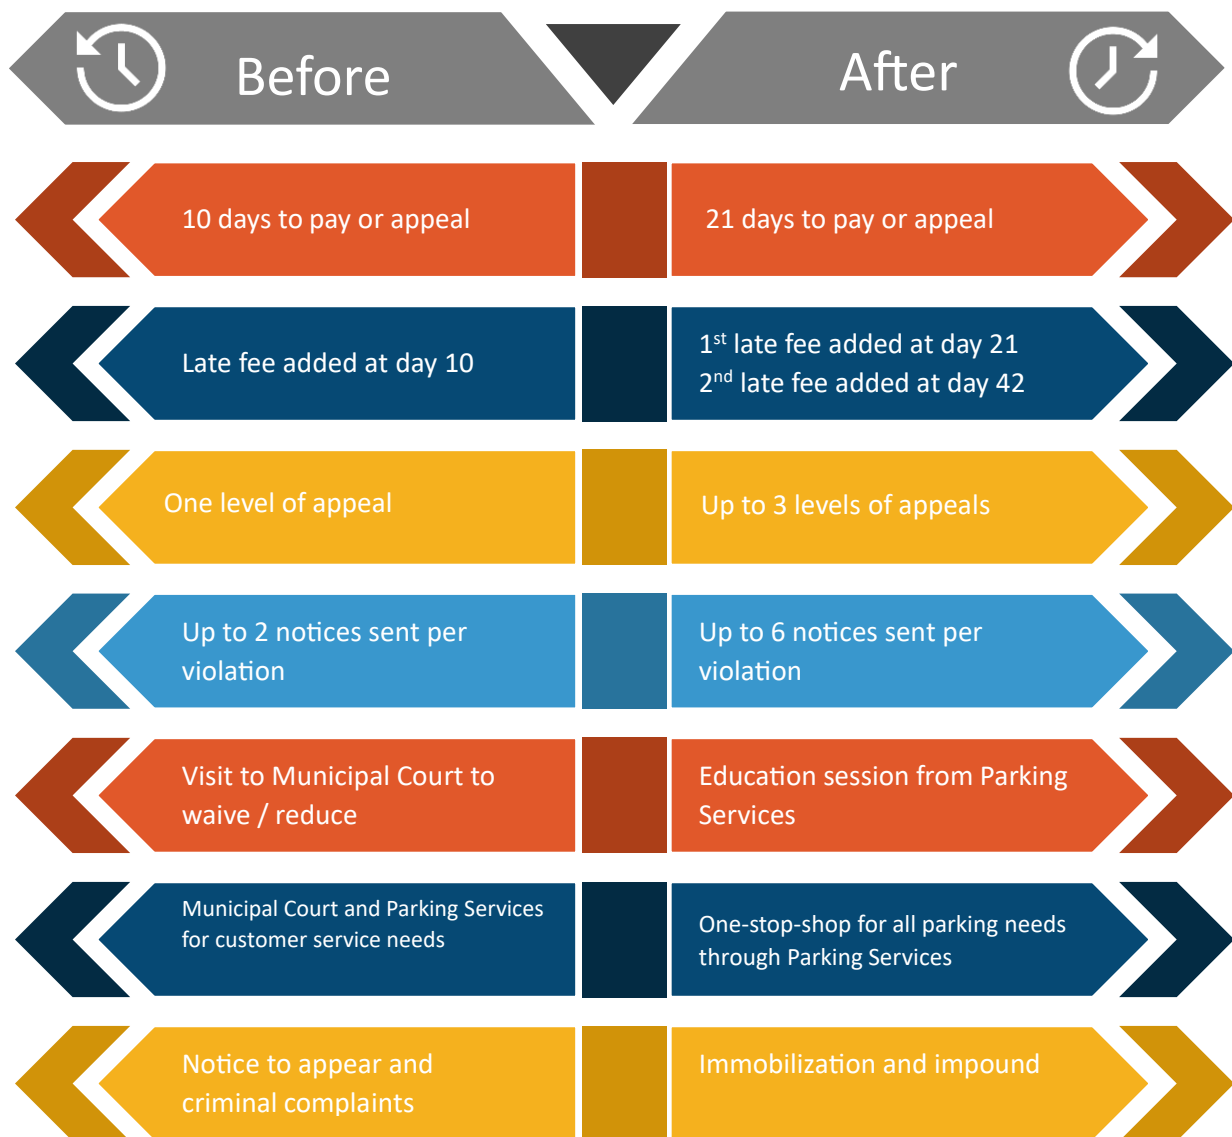 Before
After
10 days to pay or appeal
21 days to pay or appeal
Late fee added at day 10
1st late fee added at day 21
2nd late fee added at day 42
One level of appeal
Up to 3 levels of appeals
Up to 2 notices sent per
violation
Up to 6 notices sent per
violation
Visit to Municipal Court to
waive / reduce
Education session from Parking
Services
Municipal Court and Parking Services
for customer service needs
One-stop-shop for all parking needs
through Parking Services
Notice to appear and
criminal complaints
Immobilization and impound